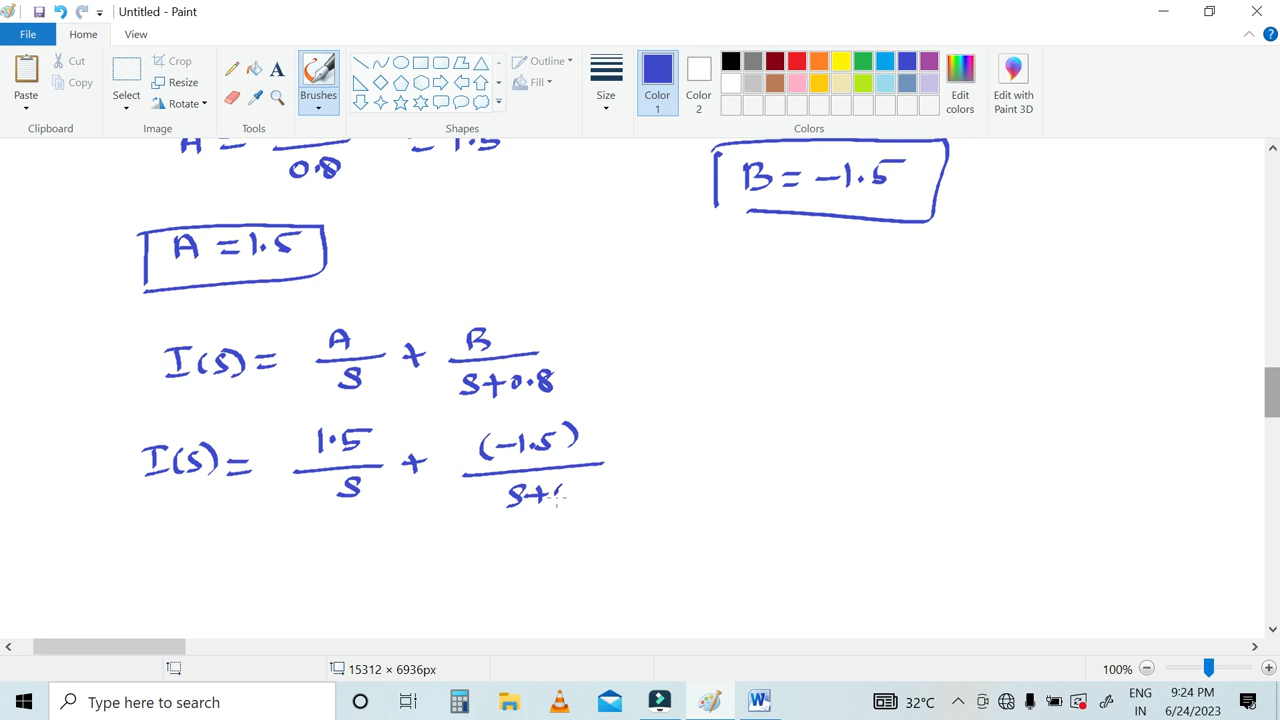 Untitled - Paint
File Home View
Paste Cut Copy Select Crop Resize Rotate Brushes Outline Fill Size Color 1 Color 2 Edit colors Edit with Paint 3D
Clipboard Image Tools Shapes Colors
A = 0.8 = 1.5
B = -1.5
A = 1.5
I(s) = A/s + B/s+0.8
I(s) = 1.5/s + (-1.5)/s+
15312 × 6936px 100%
Type here to search 32°C ENG IN 9:24 PM 6/24/2023